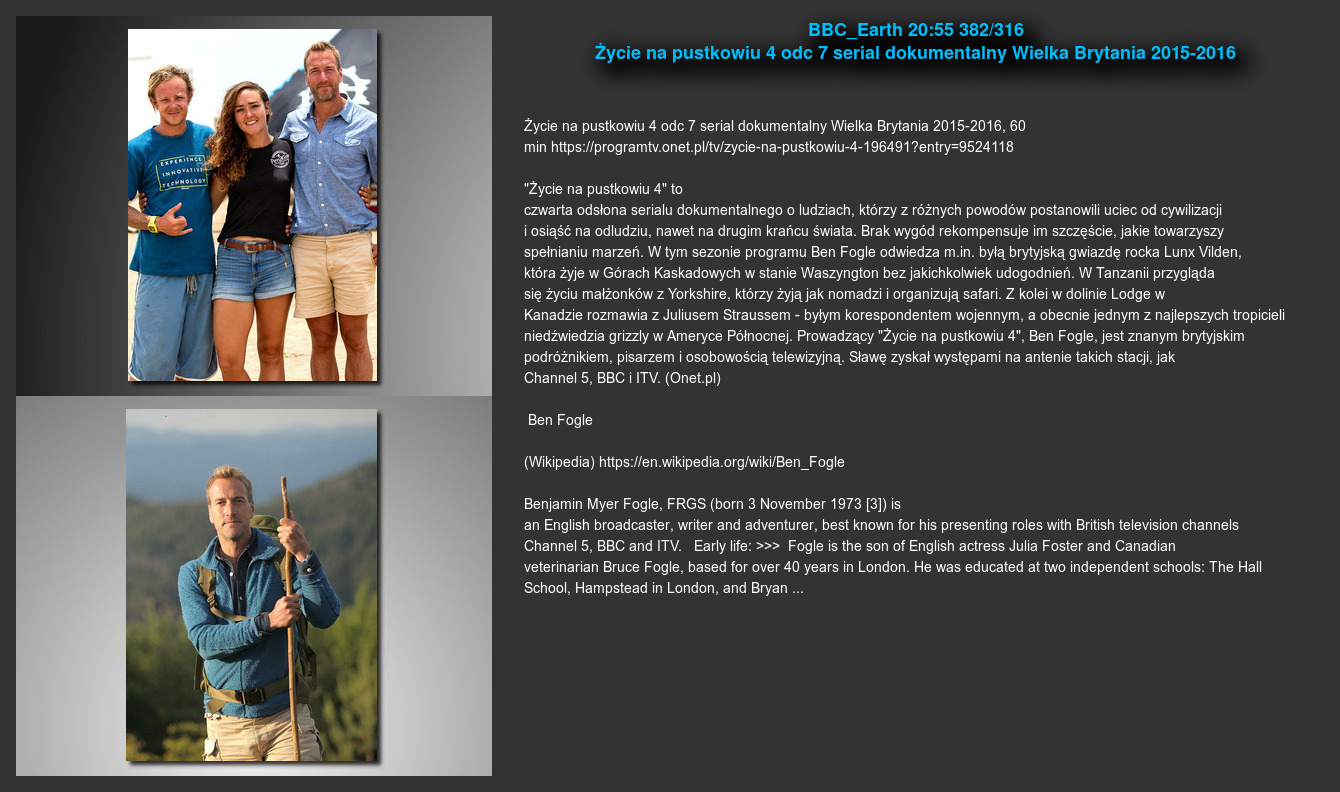 BBC_Earth 20:55 382/316
Życie na pustkowiu 4 odc 7 serial dokumentalny Wielka Brytania 2015-2016
EXPERIENCE
INNOVATIVE
TECHNOLOGY
Życie na pustkowiu 4 odc 7 serial dokumentalny Wielka Brytania 2015-2016, 60
min https://programtv.onet.pl/tv/zycie-na-pustkowiu-4-196491?entry=9524118
"Życie na pustkowiu 4" to
czwarta odsłona serialu dokumentalnego o ludziach, którzy z różnych powodów postanowili uciec od cywilizacji
i osiąść na odludziu, nawet na drugim krańcu świata. Brak wygód rekompensuje im szczęście, jakie towarzyszy
spełnianiu marzeń. W tym sezonie programu Ben Fogle odwiedza m.in. byłą brytyjską gwiazdę rocka Lunx Vilden,
która żyje w Górach Kaskadowych w stanie Waszyngton bez jakichkolwiek udogodnień. W Tanzanii przygląda
się życiu małżonków z Yorkshire, którzy żyją jak nomadzi i organizują safari. Z kolei w dolinie Lodge w
Kanadzie rozmawia z Juliusem Straussem - byłym korespondentem wojennym, a obecnie jednym z najlepszych tropicieli
niedźwiedzia grizzly w Ameryce Północnej. Prowadzący "Życie na pustkowiu 4", Ben Fogle, jest znanym brytyjskim
podróżnikiem, pisarzem i osobowością telewizyjną. Sławę zyskał występami na antenie takich stacji, jak
Channel 5, BBC i ITV. (Onet.pl)
Ben Fogle
(Wikipedia) https://en.wikipedia.org/wiki/Ben_Fogle
Benjamin Myer Fogle, FRGS (born 3 November 1973 [3]) is
an English broadcaster, writer and adventurer, best known for his presenting roles with British television channels
Channel 5, BBC and ITV.   Early life: >>>  Fogle is the son of English actress Julia Foster and Canadian
veterinarian Bruce Fogle, based for over 40 years in London. He was educated at two independent schools: The Hall
School, Hampstead in London, and Bryan ...